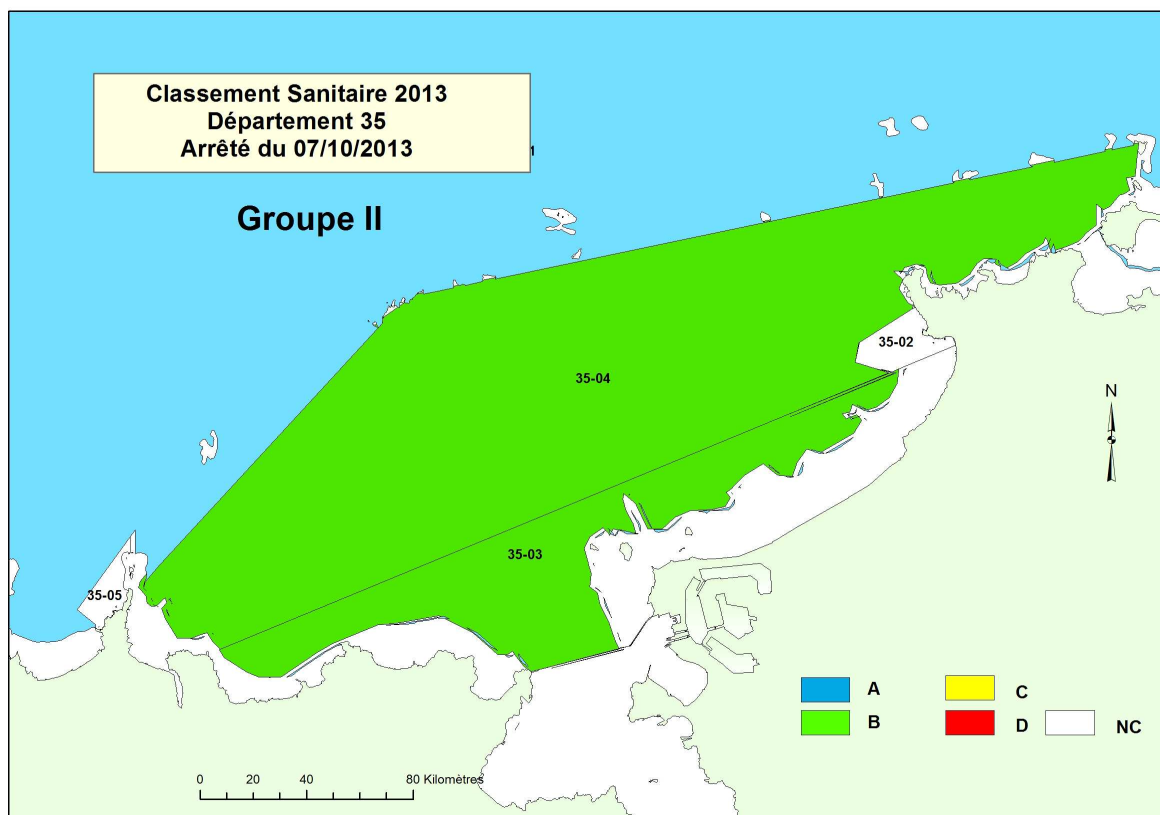 Classement Sanitaire 2013
Département 35
Arrêté du 07/10/2013
1
Groupe II
35-02
35-04
N
35-03
35-05
A
C
B
D
NC
0 20 40 80 Kilomètres